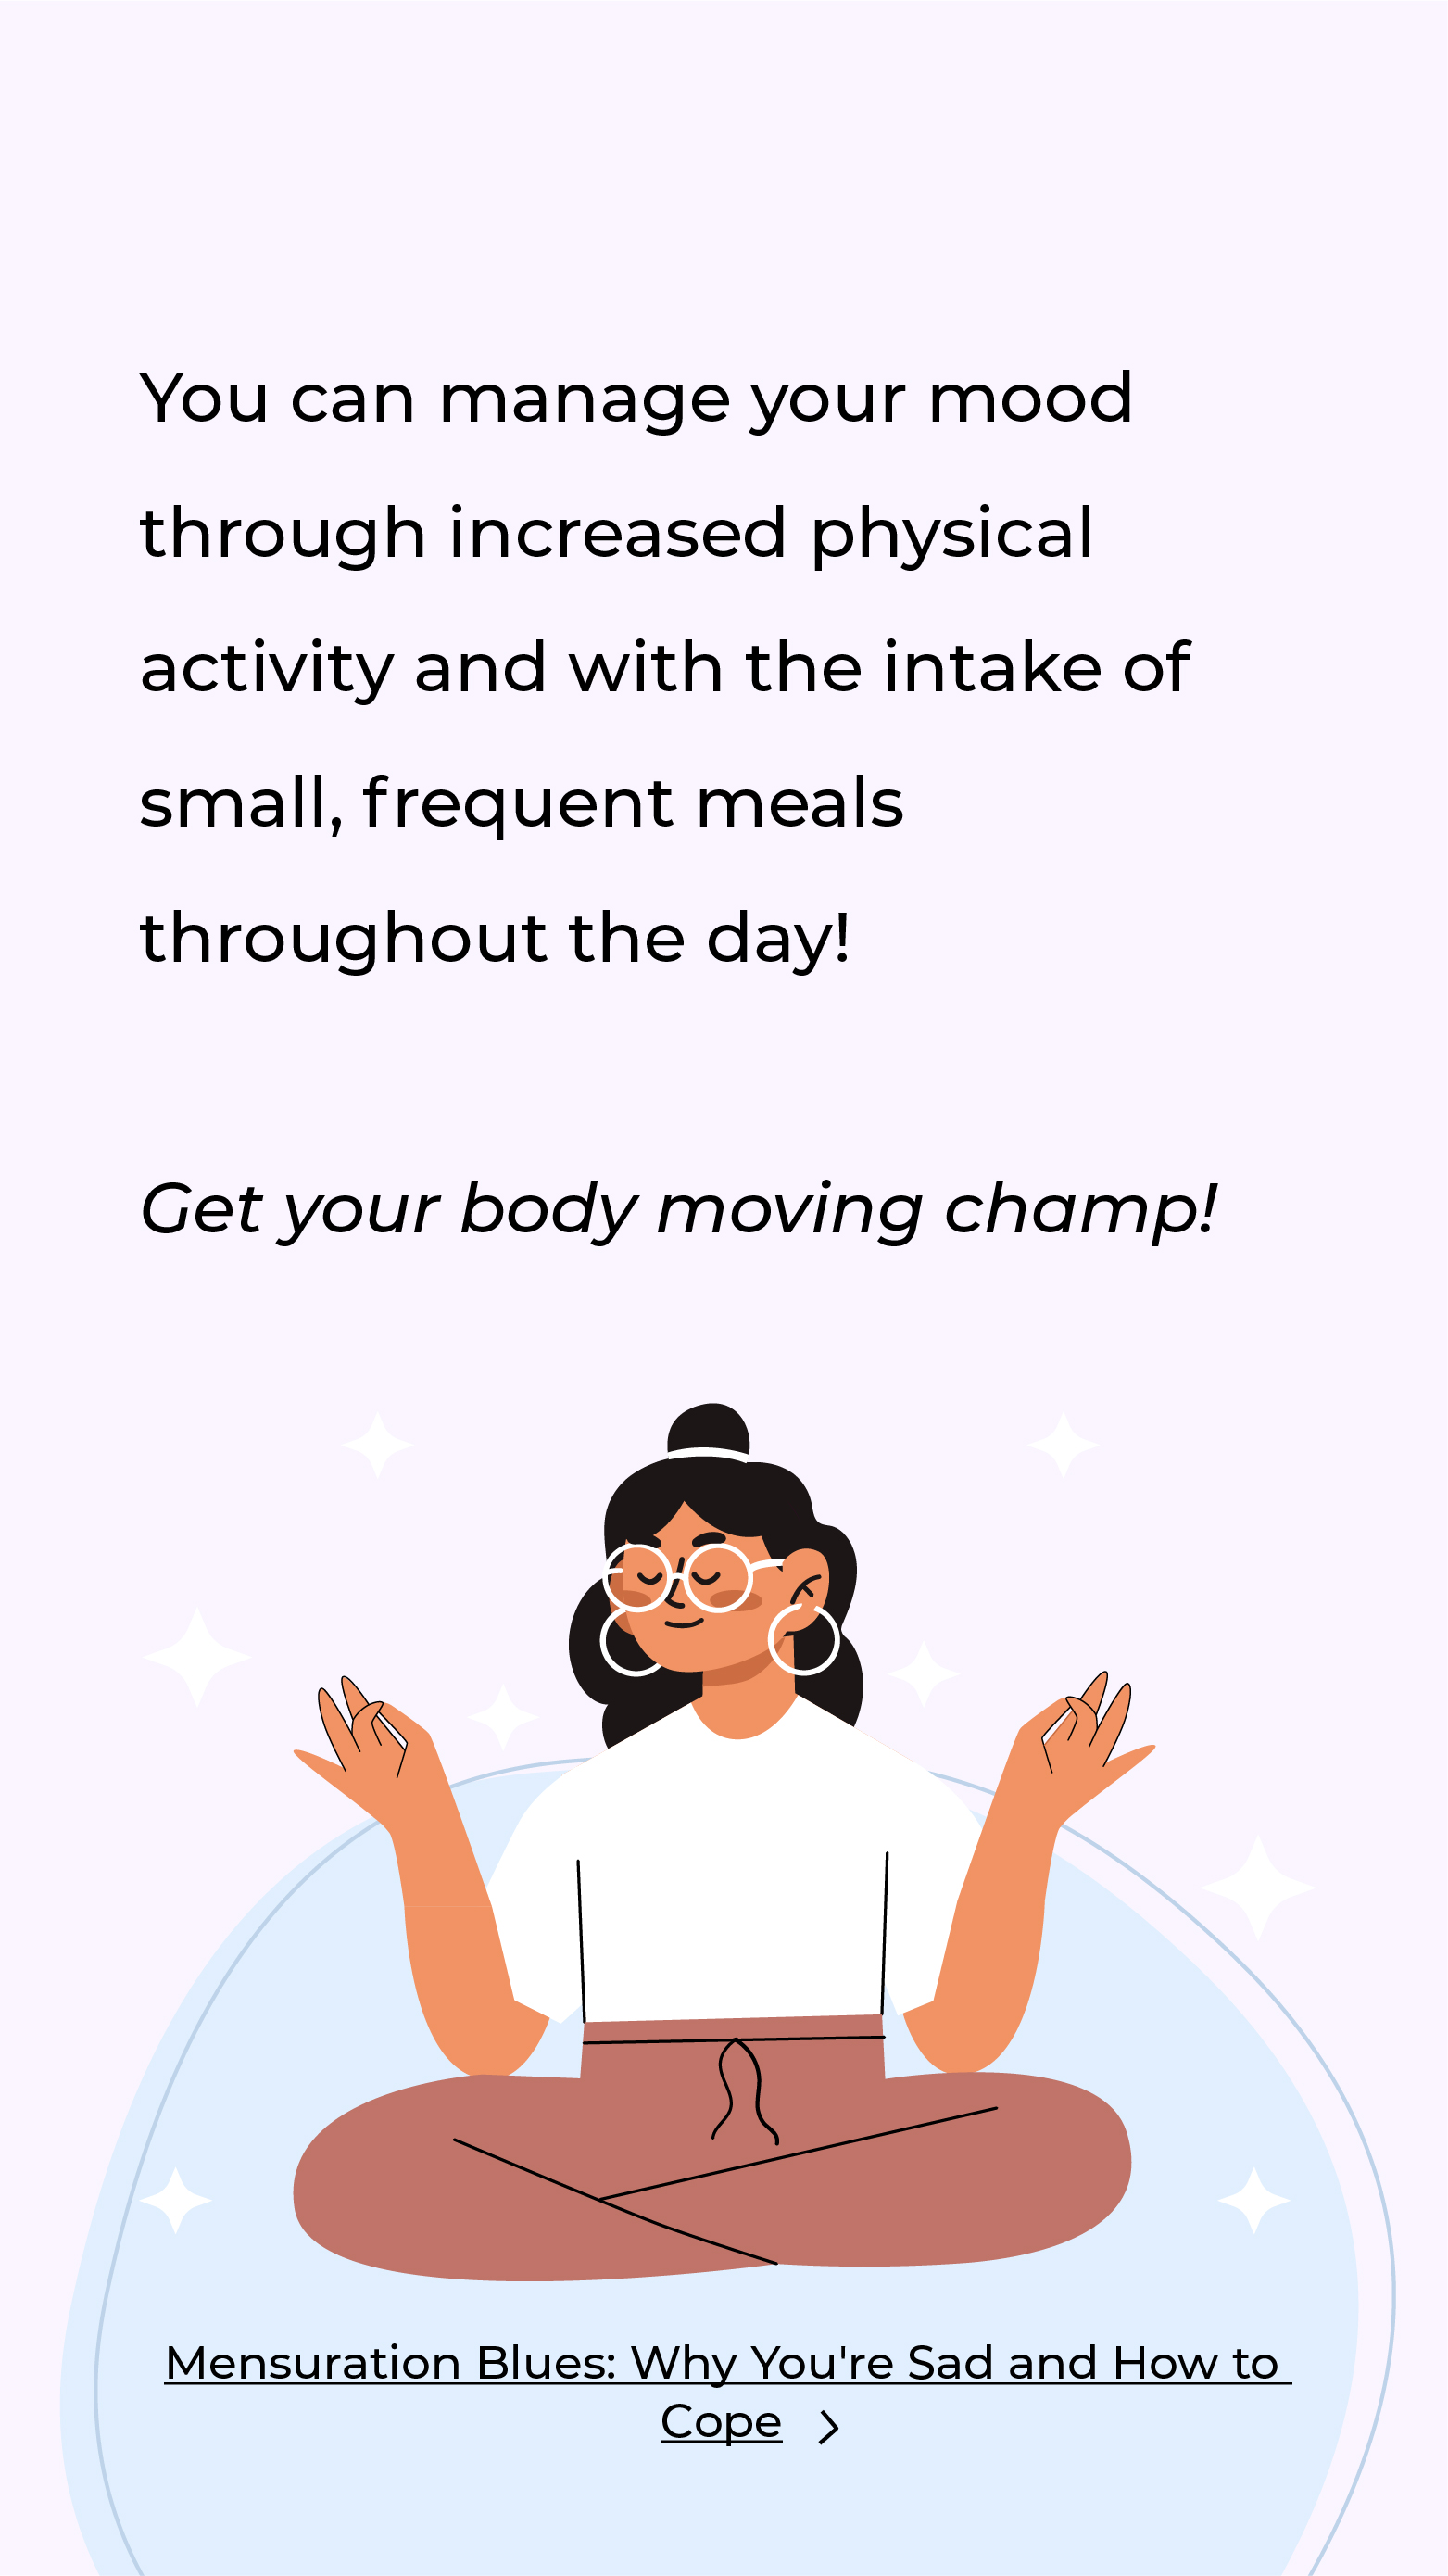 You can manage your mood
through increased physical
activity and with the intake of
small, frequent meals
throughout the day!
Get your body moving champ!
Mensuration Blues: Why You're Sad and How to
Cope